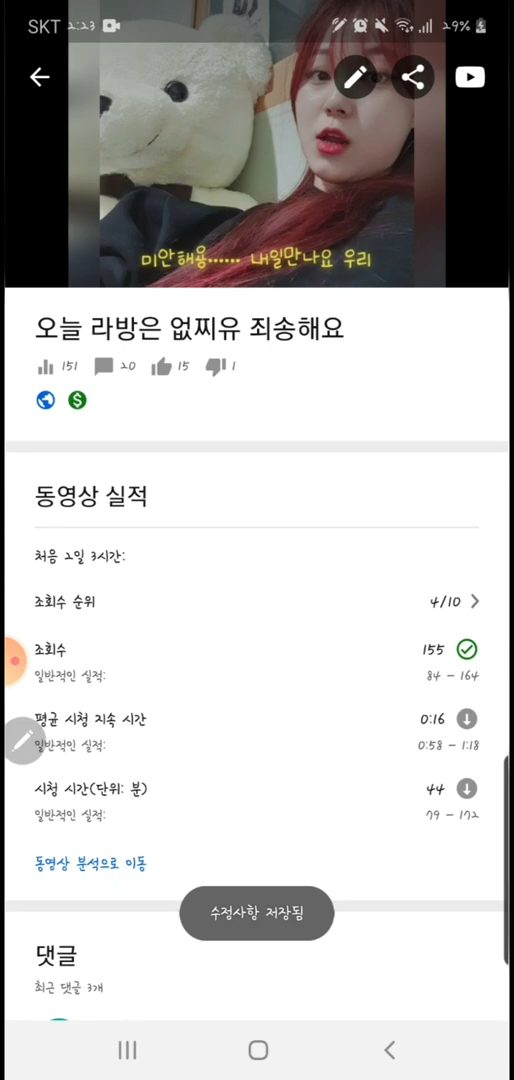 SKT 2:23 29%
미안해용...... 내일만나요 우리
오늘 라방은 없찌유 죄송해요
151 20 15 1
동영상 실적
처음 2일 3시간:
조회수 순위 4/10
조회수 155
일반적인 실적: 84 – 164
평균 시청 지속 시간 0:16
일반적인 실적: 0:58 – 1:18
시청 시간(단위: 분) 44
일반적인 실적: 79 – 172
동영상 분석으로 이동
수정사항 저장됨
댓글
최근 댓글 3개